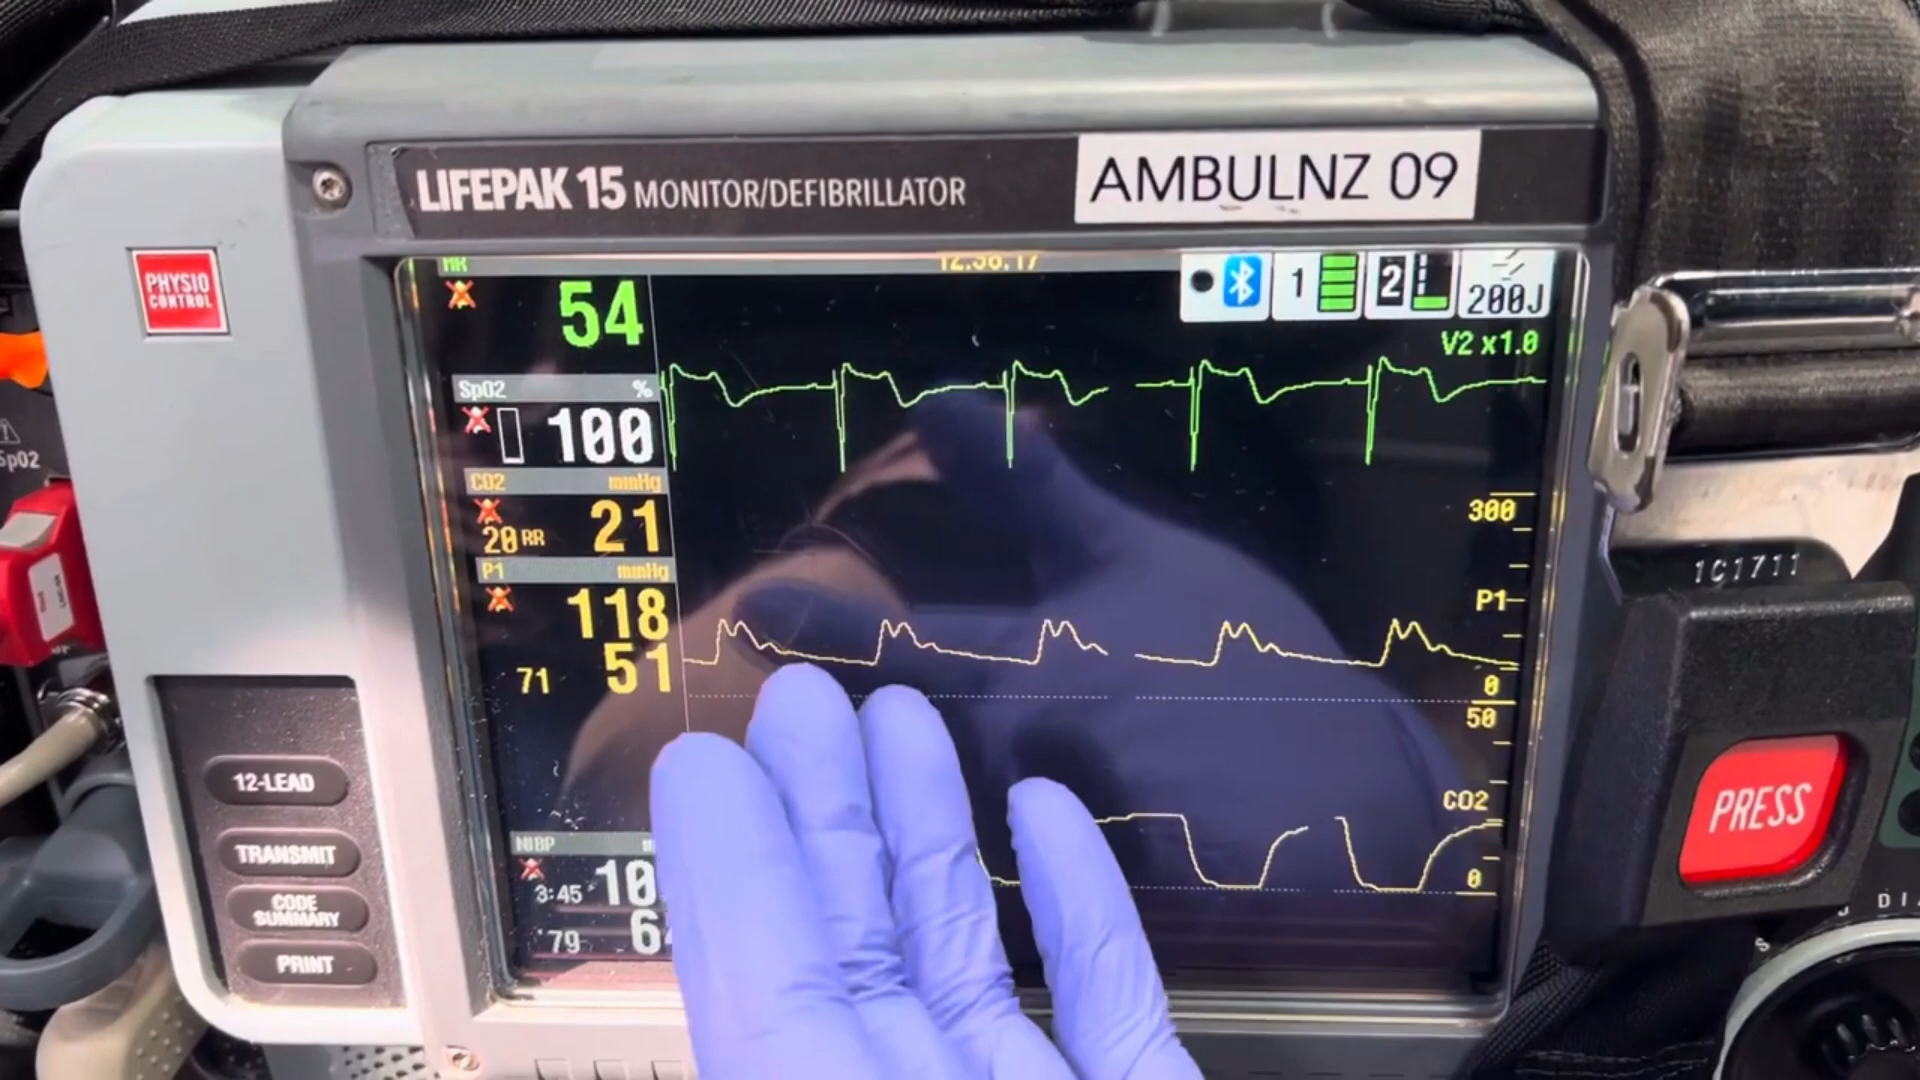 LIFEPAK 15 MONITOR/DEFIBRILLATOR
AMBULNZ 09
PHYSIO
CONTROL
HR
54
1
2
200J
V2 x1.0
SpO2 %
100
SpO2
CO2 mmHg
20 RR 21
300
P1 mmHg
118
51
71
P1
0
50
CO2
0
NIBP
3:45
79
12-LEAD
TRANSMIT
CODE
SUMMARY
PRINT
1C1711
PRESS